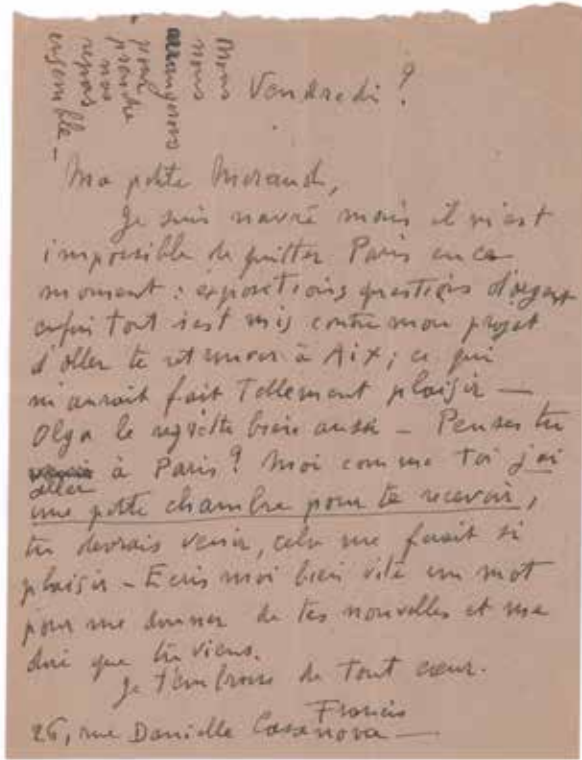 Nous
nous
arrangerons
pour
prendre
nos
repas
ensemble -
Vendredi ?
Ma petite Morand,
Je suis navré mais il m'est
impossible de quitter Paris en ce
moment : expositions questions d'argent
enfin tout s'est mis contre mon projet
d'aller te retrouver à Aix ; ce qui
m'aurait fait tellement plaisir —
Olga le regrette bien aussi - Penses tu
aller à Paris ? Moi comme toi j'ai
une petite chambre pour te recevoir,
tu devrais venir, cela me ferait si
plaisir - Ecris moi bien vite un mot
pour me donner de tes nouvelles et me
dire que tu viens.
Je t'embrasse de tout cœur.
Francis
26, rue Danielle Casanova —